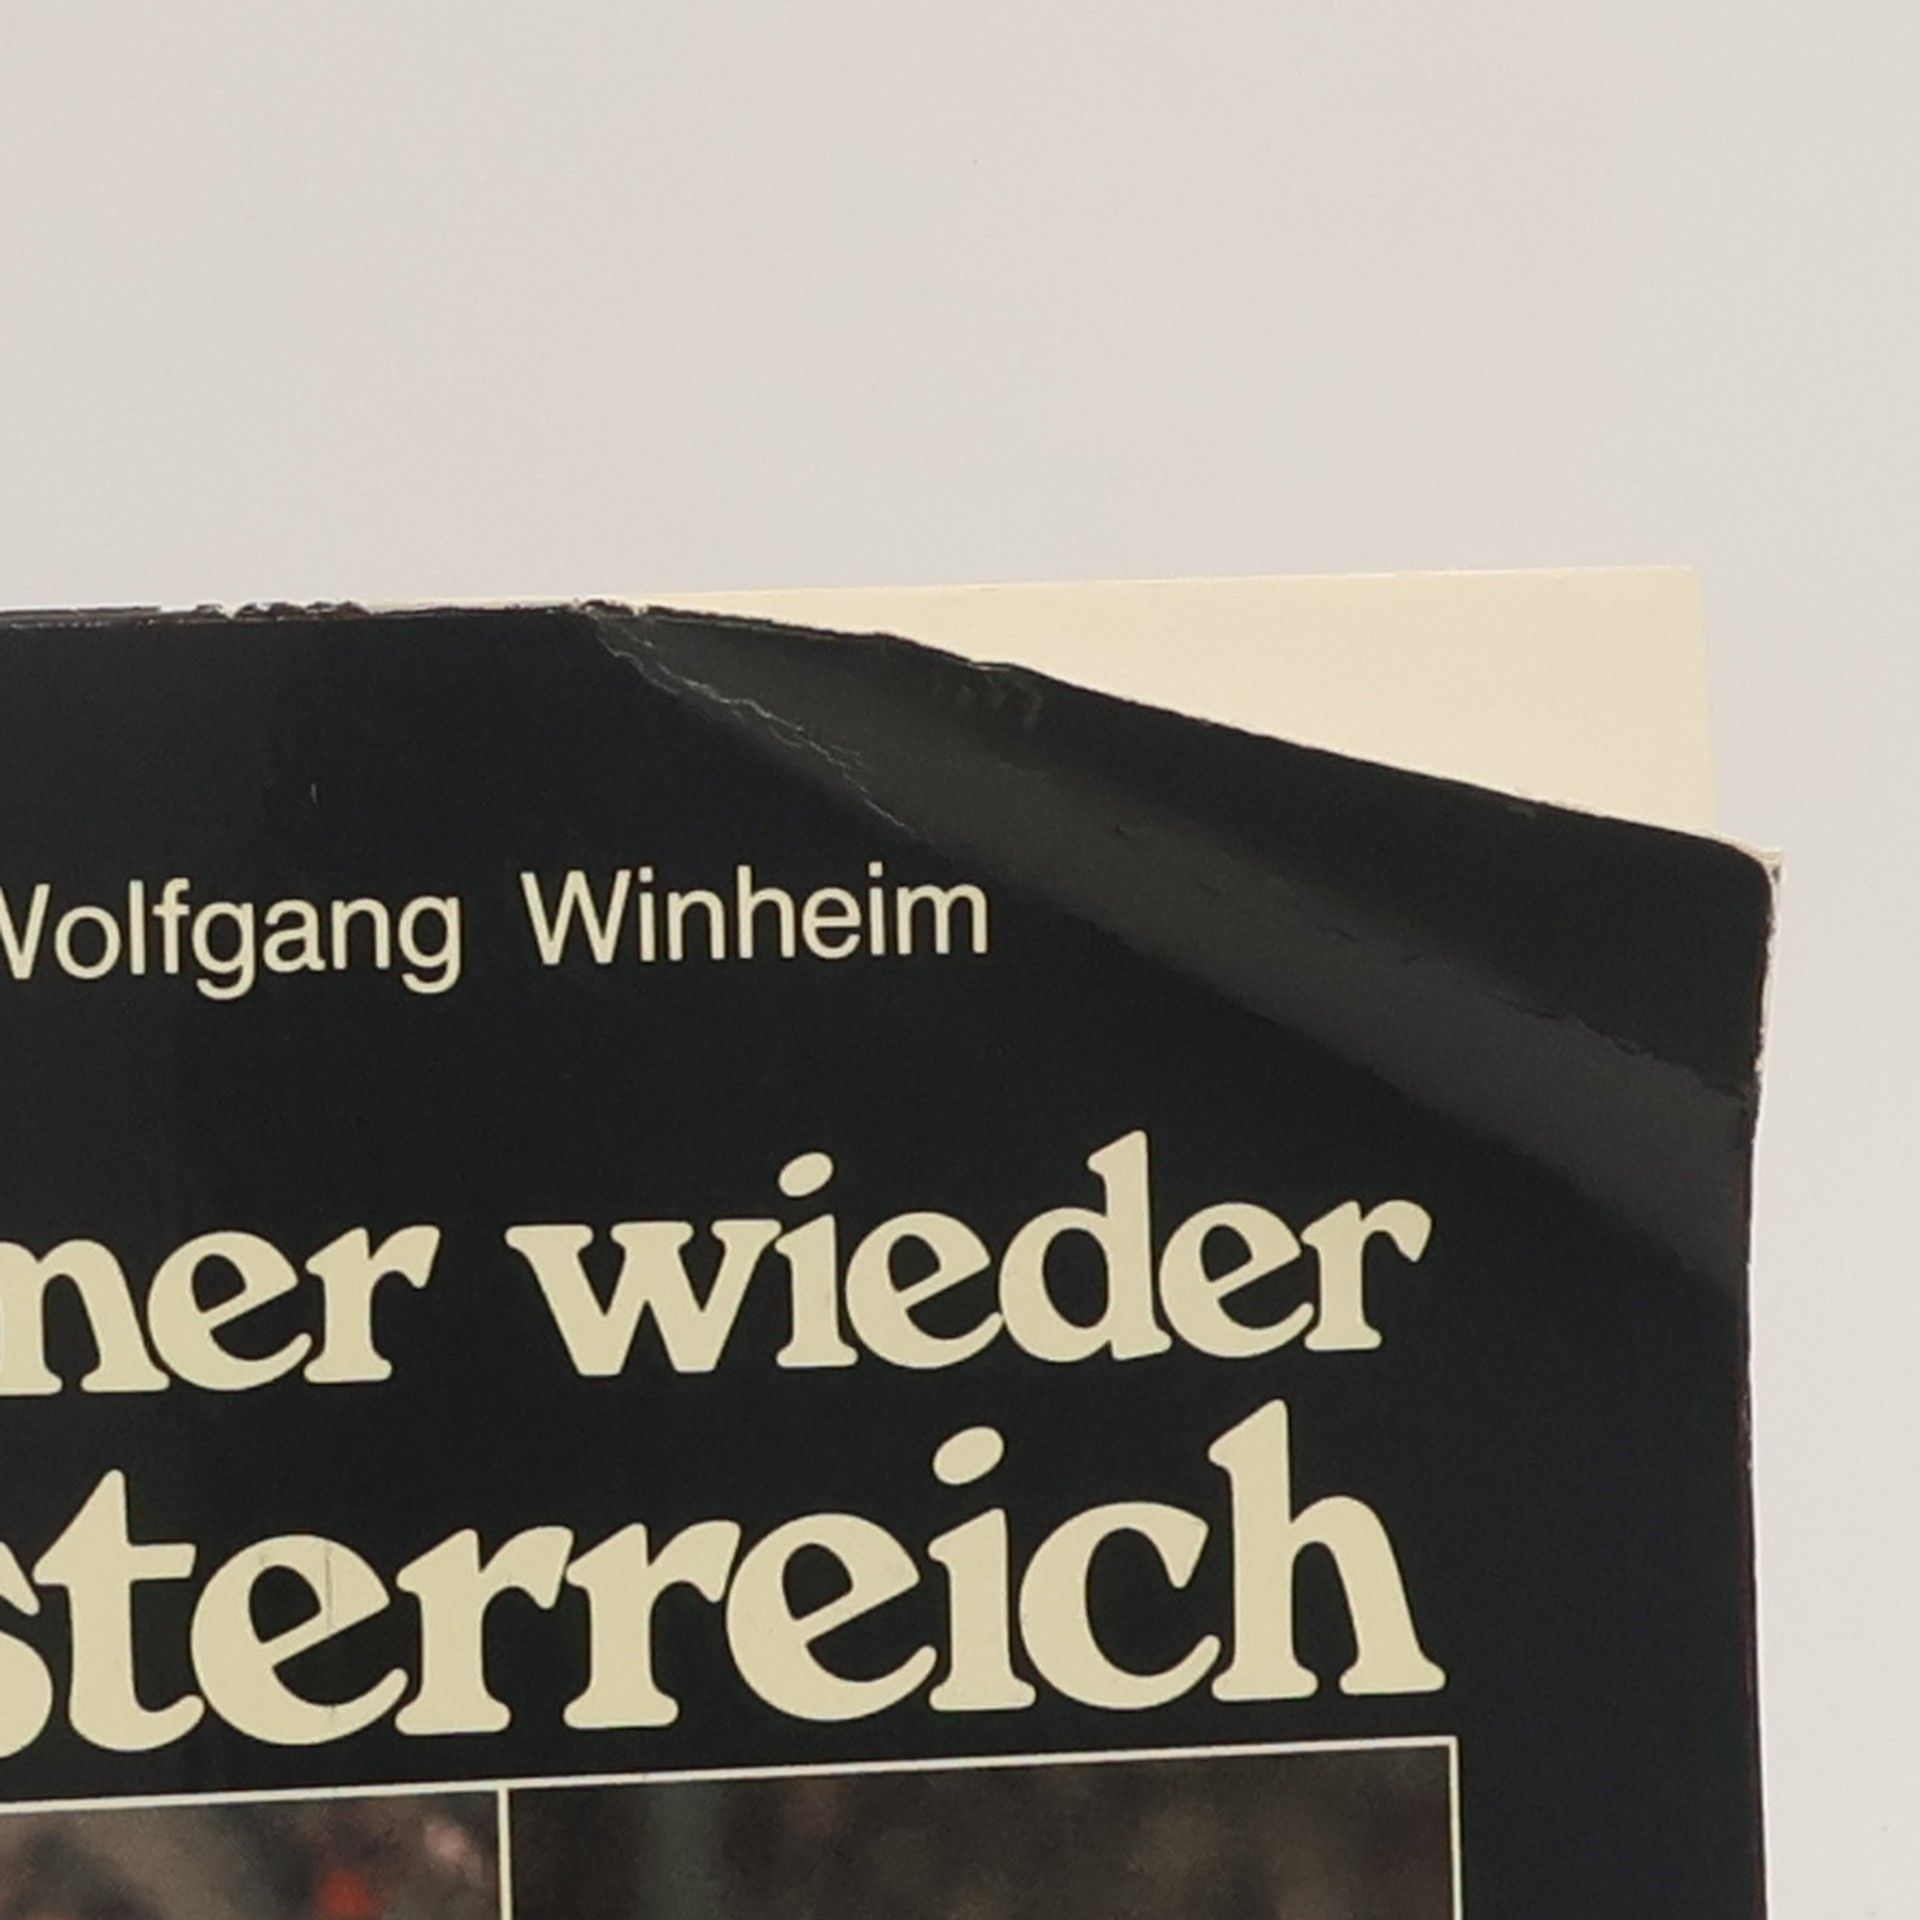 Wolfgang Winheim
mer wieder
sterreich